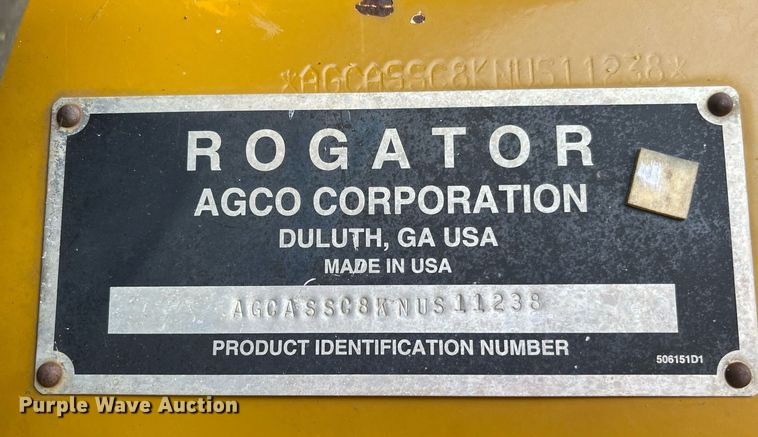 *AGCASSC8KNUS11238*
ROGATOR
AGCO CORPORATION
DULUTH, GA USA
MADE IN USA
AGCASSC8KNUS11238
PRODUCT IDENTIFICATION NUMBER
506151D1
Purple Wave Auction